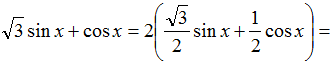 √3 sin x + cos x = 2(√3/2 sin x + 1/2 cos x) =